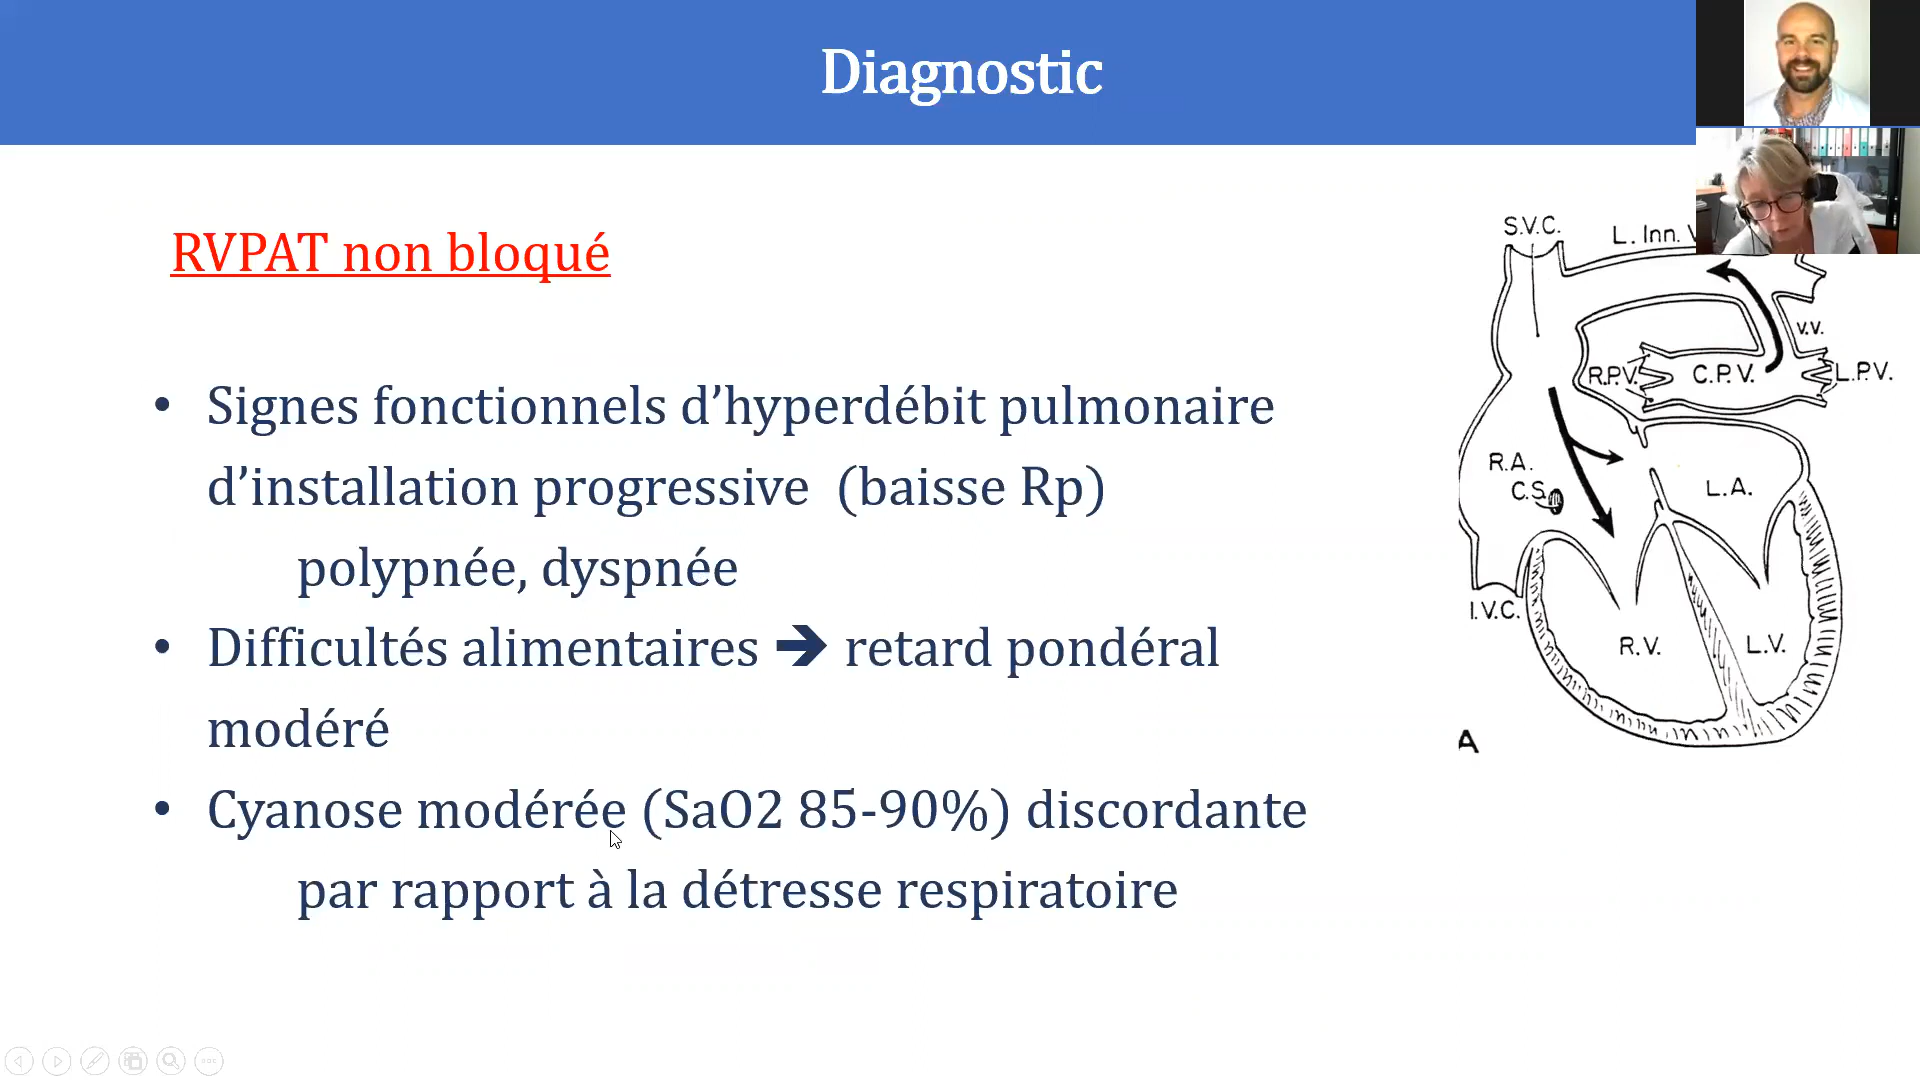 Diagnostic
RVPAT non bloqué
• Signes fonctionnels d’hyperdébit pulmonaire
d’installation progressive (baisse Rp)
polypnée, dyspnée
• Difficultés alimentaires ➔ retard pondéral
modéré
• Cyanose modérée (SaO2 85-90%) discordante
par rapport à la détresse respiratoire
S.V.C.
L. Inn.
V.V.
R.P.V.
C.P.V.
L.P.V.
R.A.
C.S.
L.A.
I.V.C.
R.V.
L.V.
A